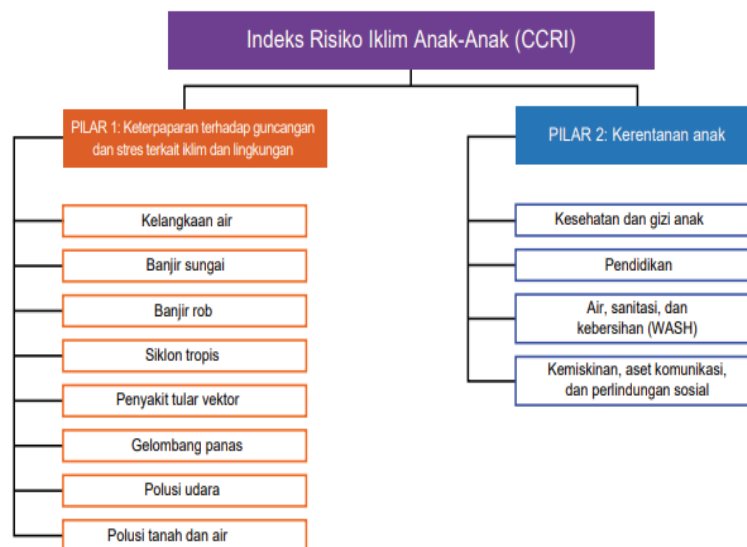 Indeks Risiko Iklim Anak-Anak (CCRI)
PILAR 1: Keterpaparan terhadap guncangan
dan stres terkait iklim dan lingkungan
Kelangkaan air
Banjir sungai
Banjir rob
Siklon tropis
Penyakit tular vektor
Gelombang panas
Polusi udara
Polusi tanah dan air
PILAR 2: Kerentanan anak
Kesehatan dan gizi anak
Pendidikan
Air, sanitasi, dan
kebersihan (WASH)
Kemiskinan, aset komunikasi,
dan perlindungan sosial